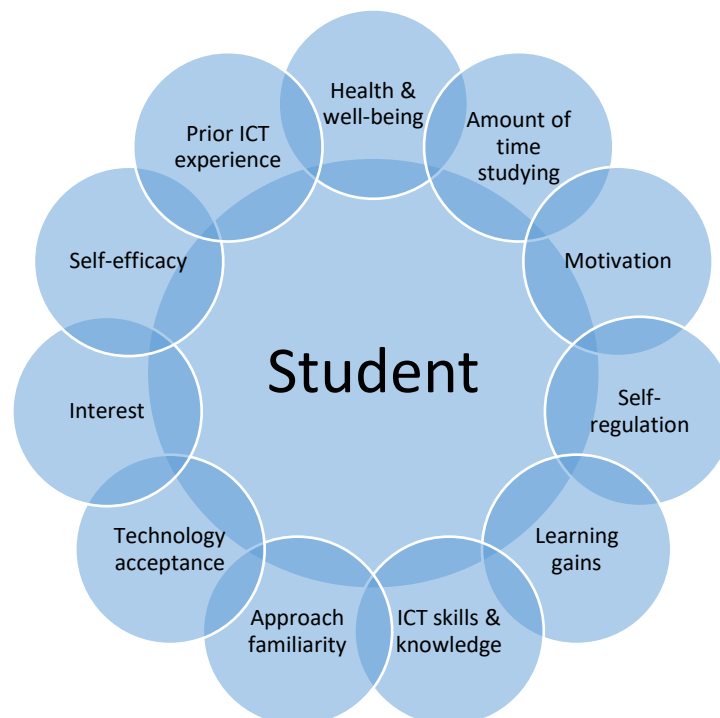 Health &
well-being
Amount of
time
studying
Motivation
Self-
regulation
Learning
gains
ICT skills &
knowledge
Approach
familiarity
Technology
acceptance
Interest
Self-efficacy
Prior ICT
experience
Student